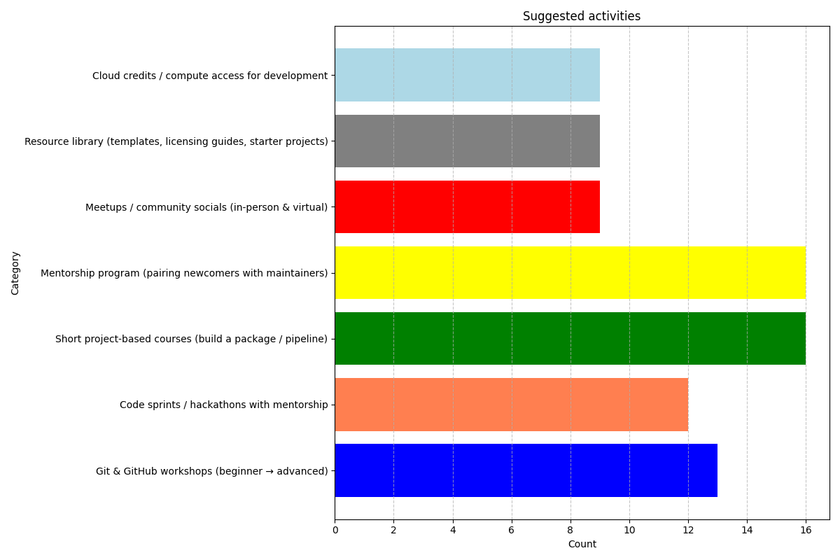 Suggested activities
Cloud credits / compute access for development
Resource library (templates, licensing guides, starter projects)
Meetups / community socials (in-person & virtual)
Mentorship program (pairing newcomers with maintainers)
Short project-based courses (build a package / pipeline)
Code sprints / hackathons with mentorship
Git & GitHub workshops (beginner → advanced)
Category
0 2 4 6 8 10 12 14 16
Count